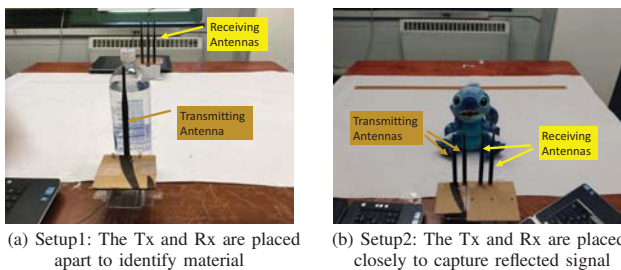 Receiving
Antennas
Transmitting
Antenna
Transmitting
Antennas
Receiving
Antennas
(a) Setup1: The Tx and Rx are placed
apart to identify material
(b) Setup2: The Tx and Rx are placed
closely to capture reflected signal